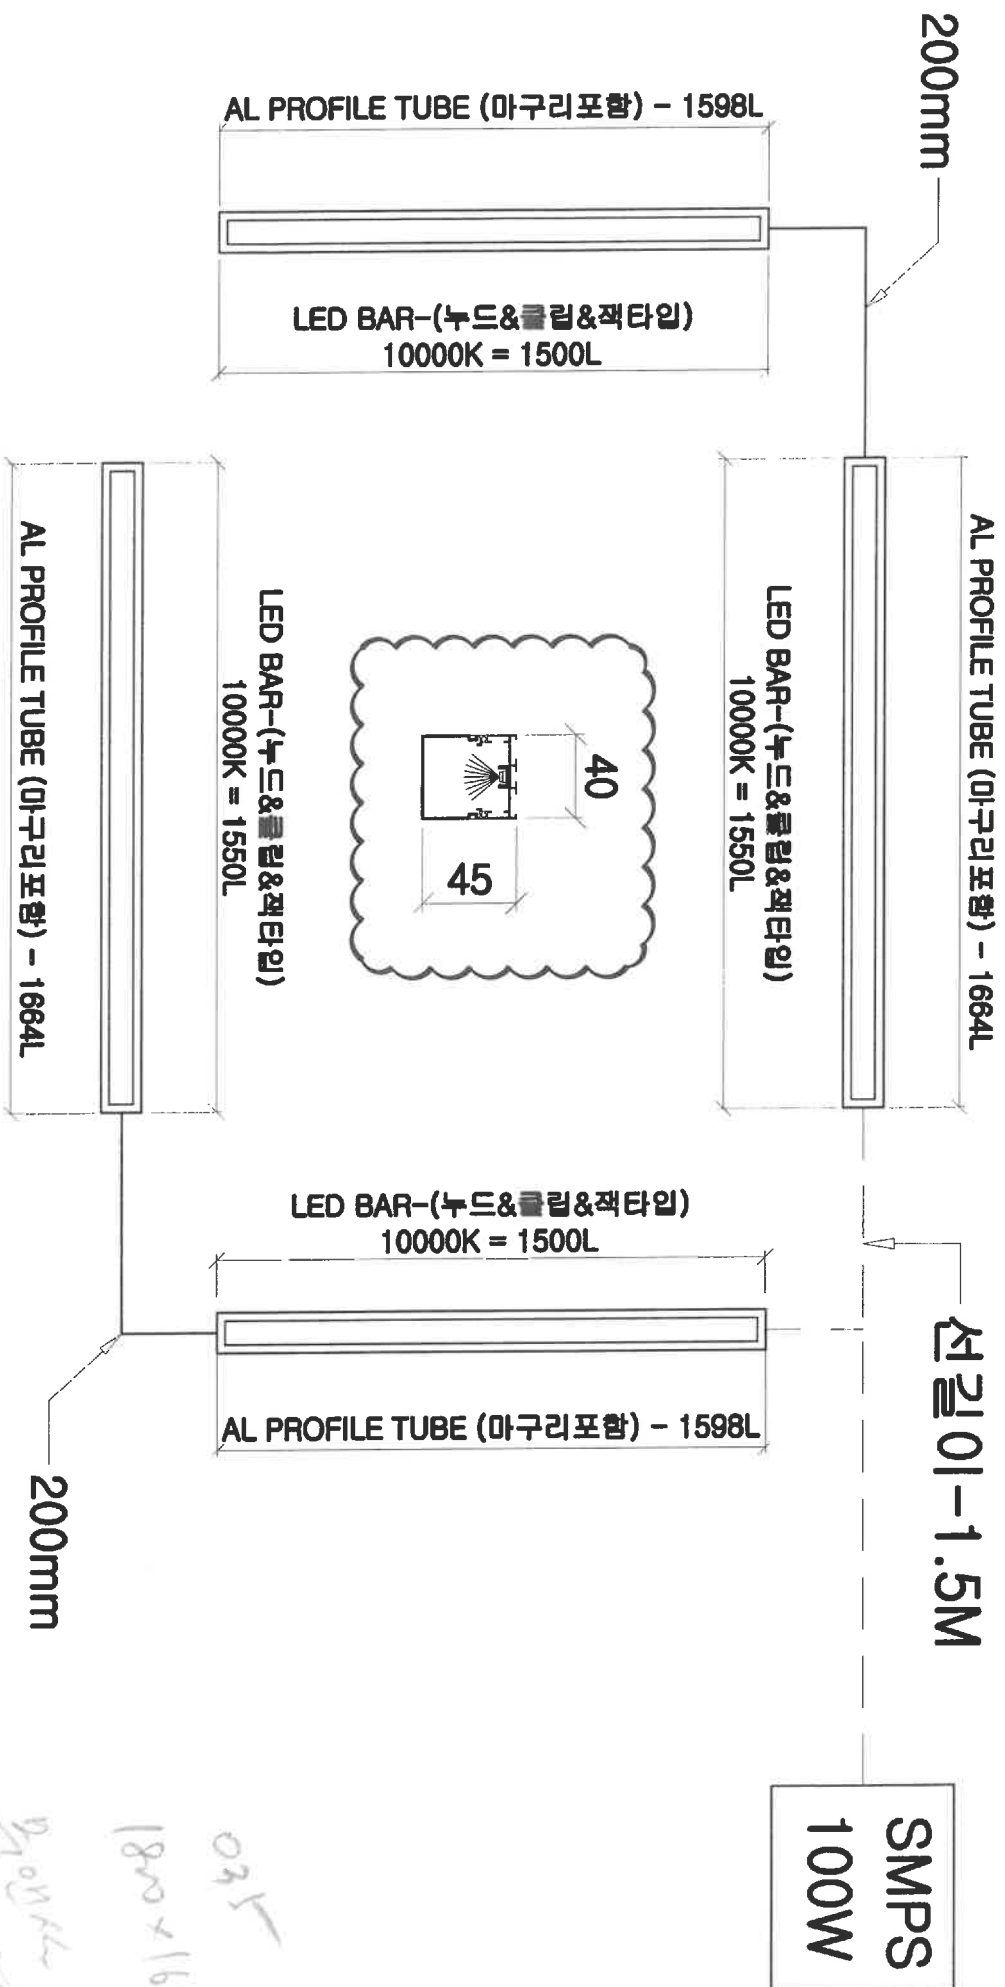 200mm
AL PROFILE TUBE (마구리포함) - 1598L
LED BAR-(누드&클립&잭타입)
10000K = 1500L
AL PROFILE TUBE (마구리포함) - 1664L
LED BAR-(누드&클립&잭타입)
10000K = 1550L
40
45
LED BAR-(누드&클립&잭타입)
10000K = 1550L
AL PROFILE TUBE (마구리포함) - 1664L
LED BAR-(누드&클립&잭타입)
10000K = 1500L
AL PROFILE TUBE (마구리포함) - 1598L
선길이-1.5M
200mm
SMPS
100W